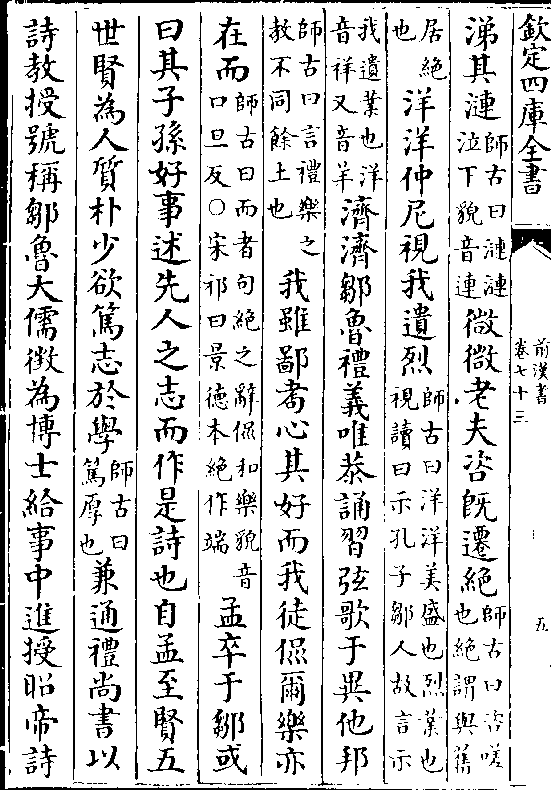 欽定四庫全書
前漢書
卷七十三
五
涕其漣師古曰漣漣泣下貌音連微微老夫咨旣遷絕師古曰咨嗟也絕謂與舊
居絕也洋洋仲尼視我遺烈師古曰洋洋美盛也烈業也視讀曰示孔子鄒人故言示
我遺業也洋音祥又音羊濟濟鄒魯禮義唯恭誦習弦歌于異他邦
師古曰言禮樂之教不同餘土也我雖鄙耉心其好而我徒侃爾樂亦
在而師古曰而者句絕之辭侃和樂貌音口旦反○宋祁曰景德本絕作端孟卒于鄒或
曰其子孫好事述先人之志而作是詩也自孟至賢五
世賢為人質朴少欲篤志於學師古曰篤厚也兼通禮尚書以
詩教授號稱鄒魯大儒徵為博士給事中進授昭帝詩